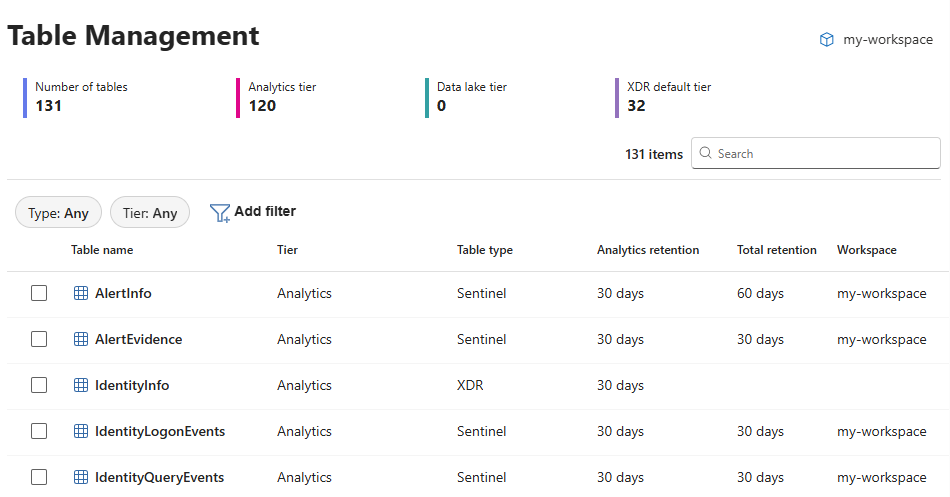 Table Management
my-workspace
Number of tables
131
Analytics tier
120
Data lake tier
0
XDR default tier
32
131 items Search
Type: Any Tier: Any Add filter
Table name Tier Table type Analytics retention Total retention Workspace
AlertInfo Analytics Sentinel 30 days 60 days my-workspace
AlertEvidence Analytics Sentinel 30 days 30 days my-workspace
IdentityInfo Analytics XDR 30 days
IdentityLogonEvents Analytics Sentinel 30 days 30 days my-workspace
IdentityQueryEvents Analytics Sentinel 30 days 30 days my-workspace